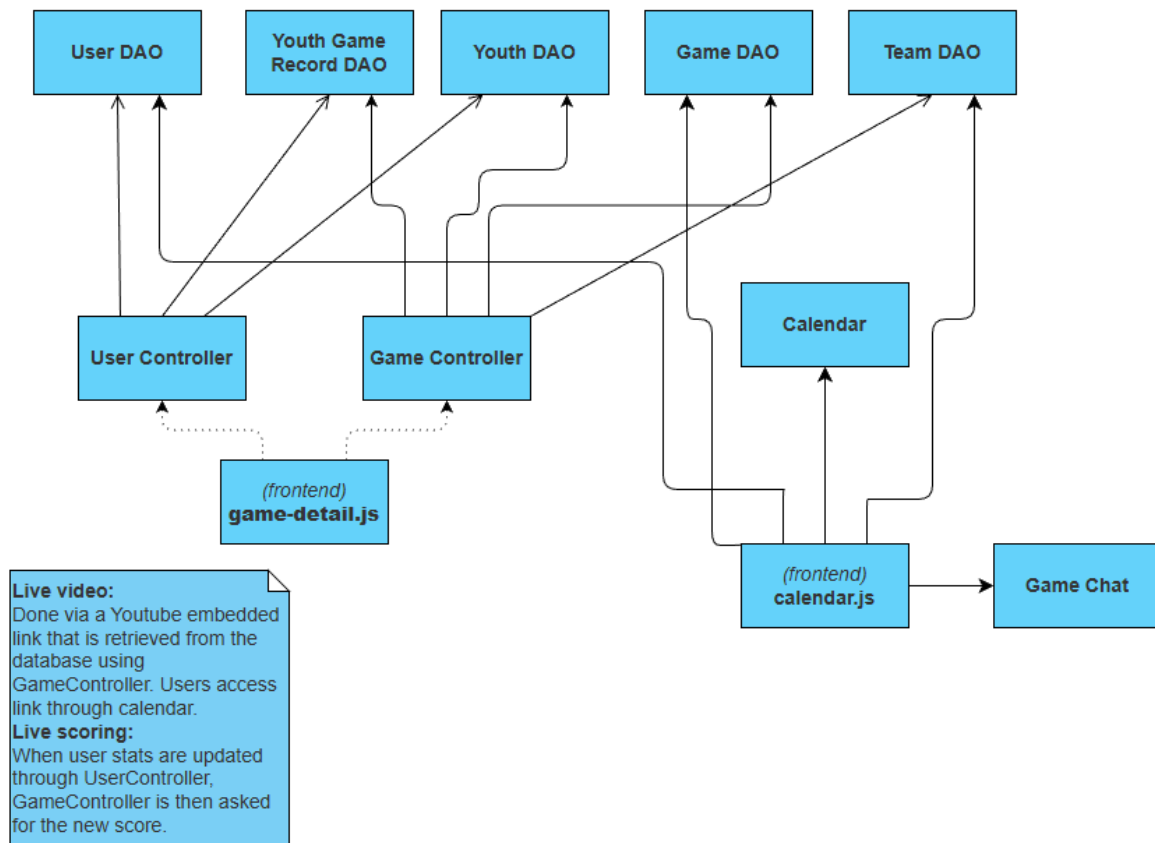 User DAO
Youth Game
Record DAO
Youth DAO
Game DAO
Team DAO
Calendar
User Controller
Game Controller
(frontend)
game-detail.js
(frontend)
calendar.js
Game Chat
Live video:
Done via a Youtube embedded
link that is retrieved from the
database using
GameController. Users access
link through calendar.
Live scoring:
When user stats are updated
through UserController,
GameController is then asked
for the new score.